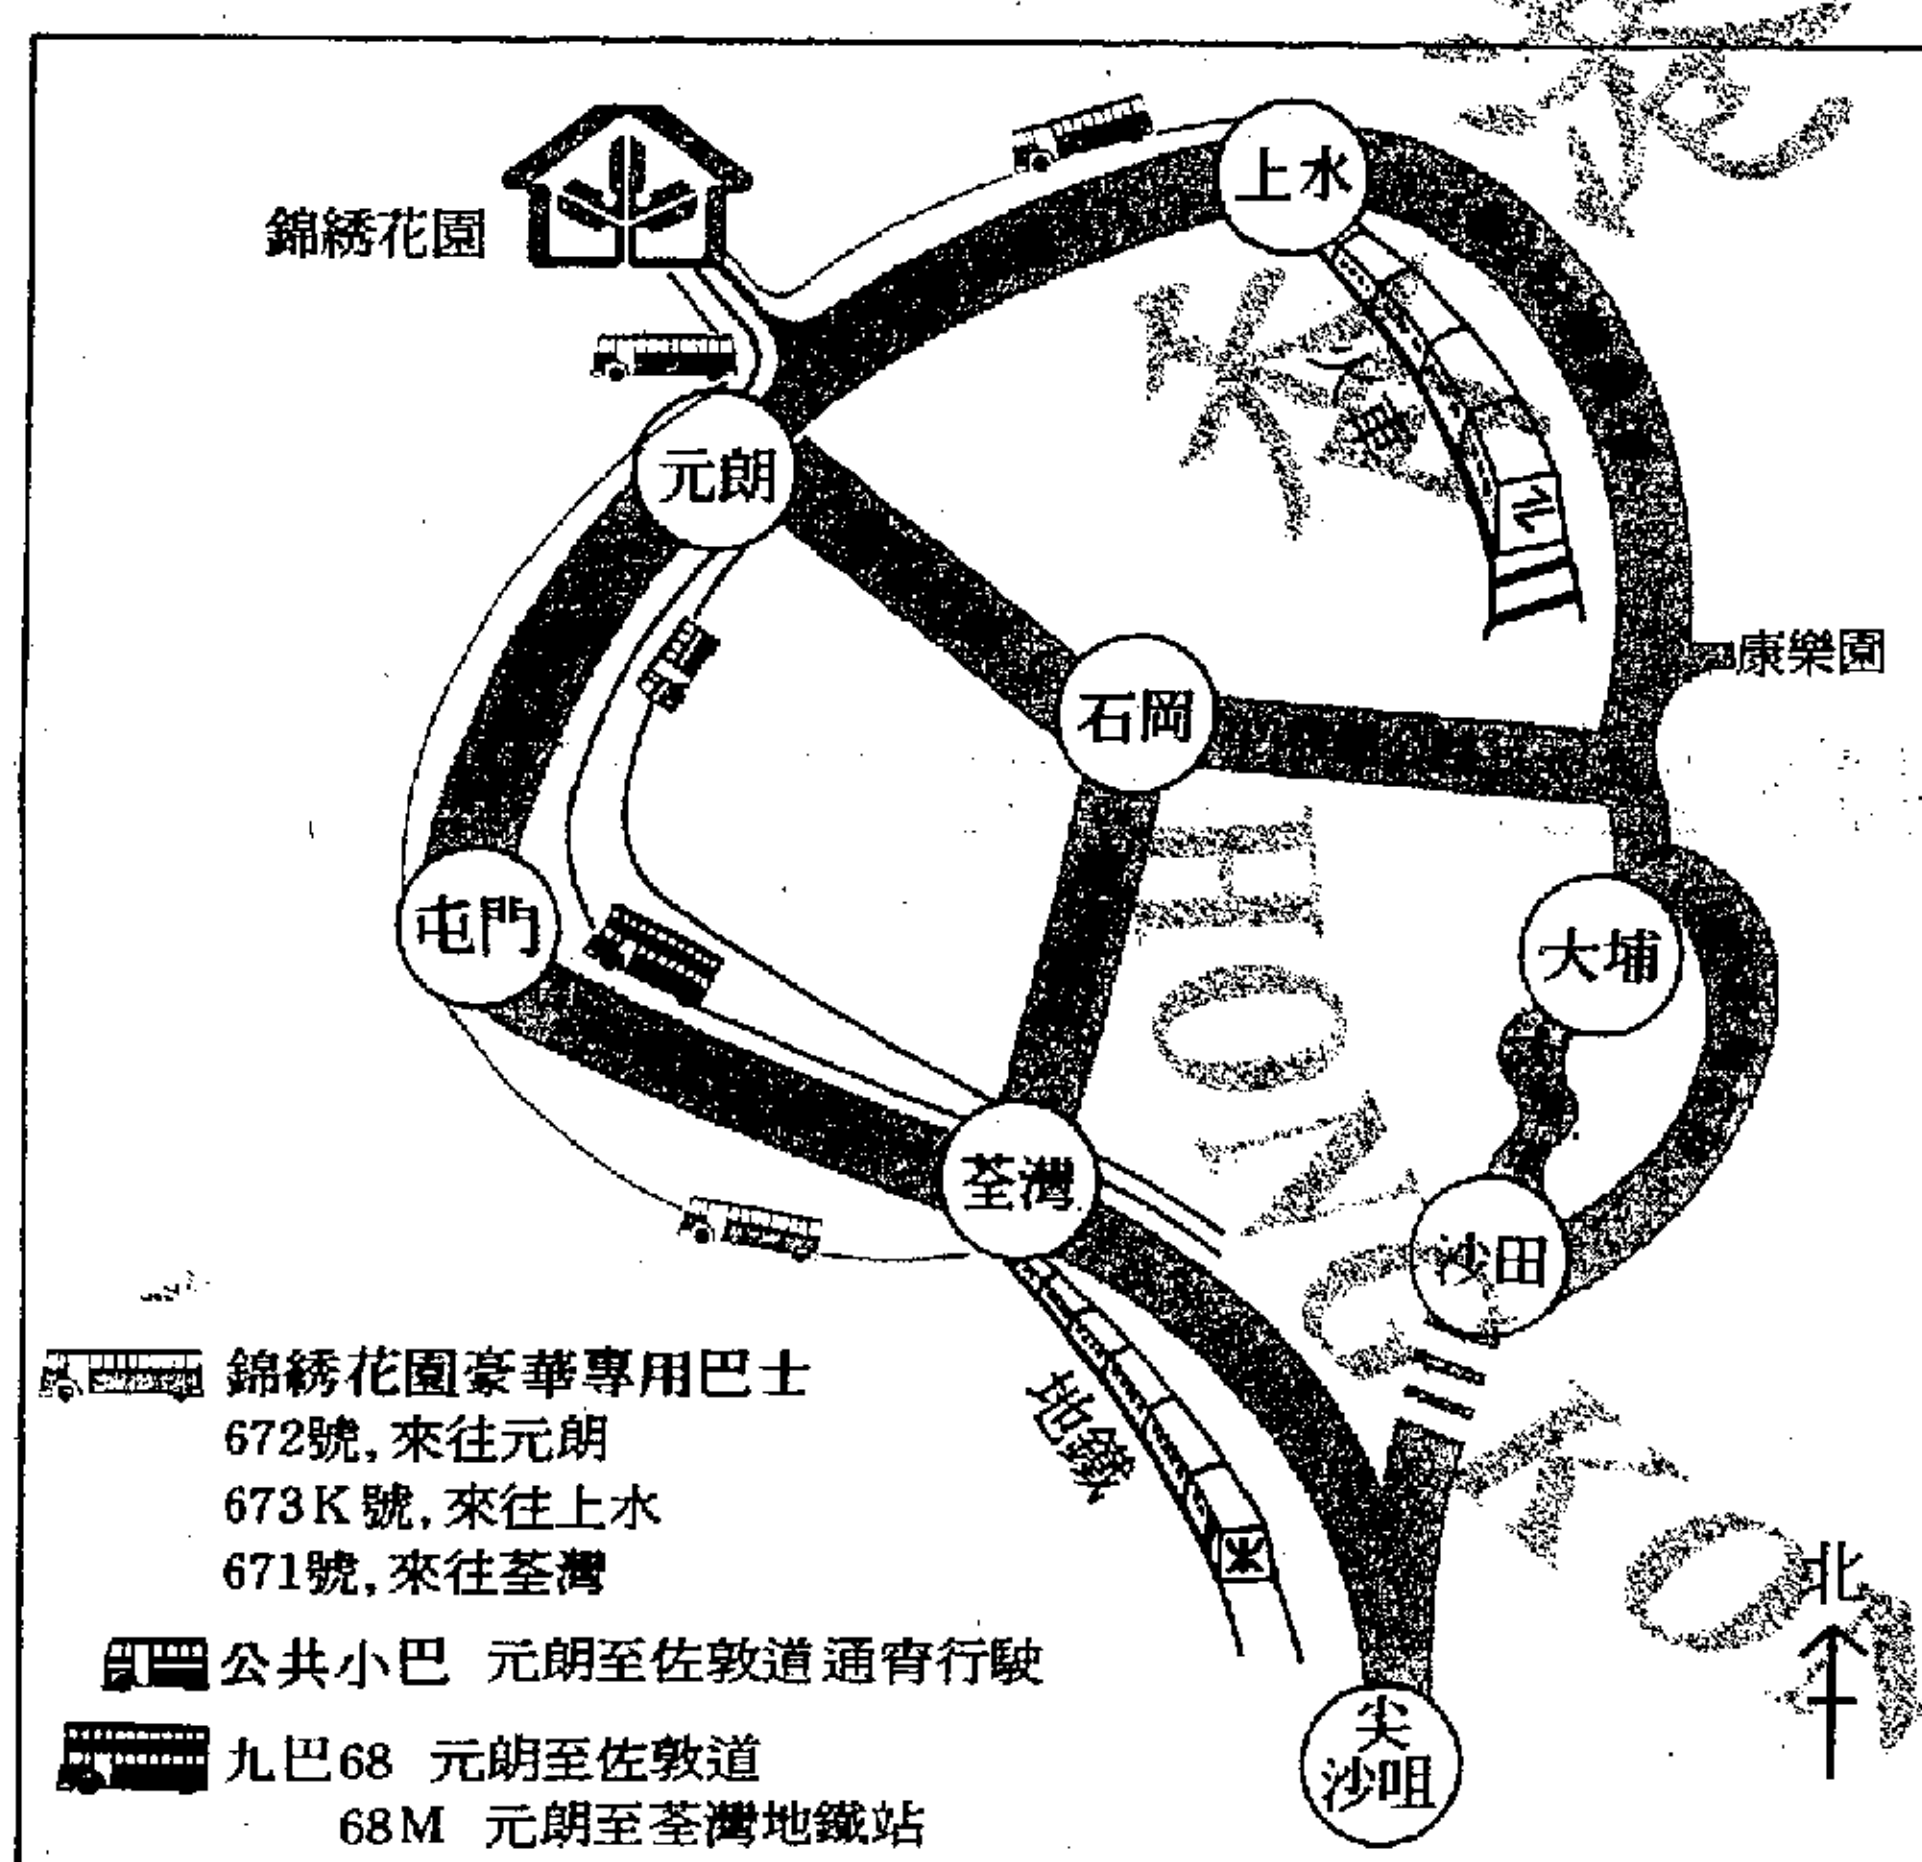 上水
錦綉花園
火車
元朗
康樂園
石岡
屯門
大埔
荃灣
沙田
地鐵
錦綉花園豪華專用巴士
672號,來往元朗
673K號,來往上水
671號,來往荃灣
北
公共小巴 元朗至佐敦道通宵行駛
尖
沙咀
九巴68 元朗至佐敦道
68M 元朗至荃灣地鐵站